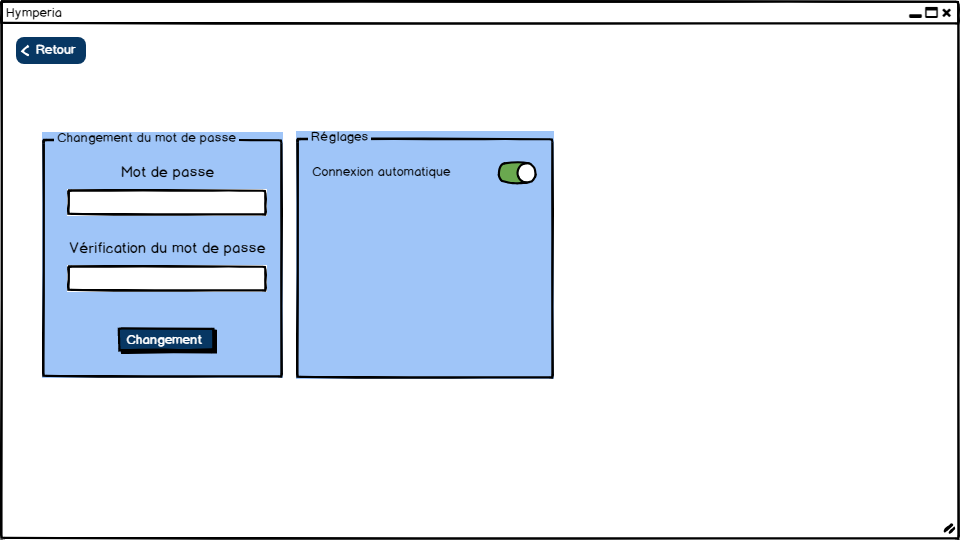 Hymperia
Retour
Changement du mot de passe
Mot de passe
Vérification du mot de passe
Changement
Réglages
Connexion automatique